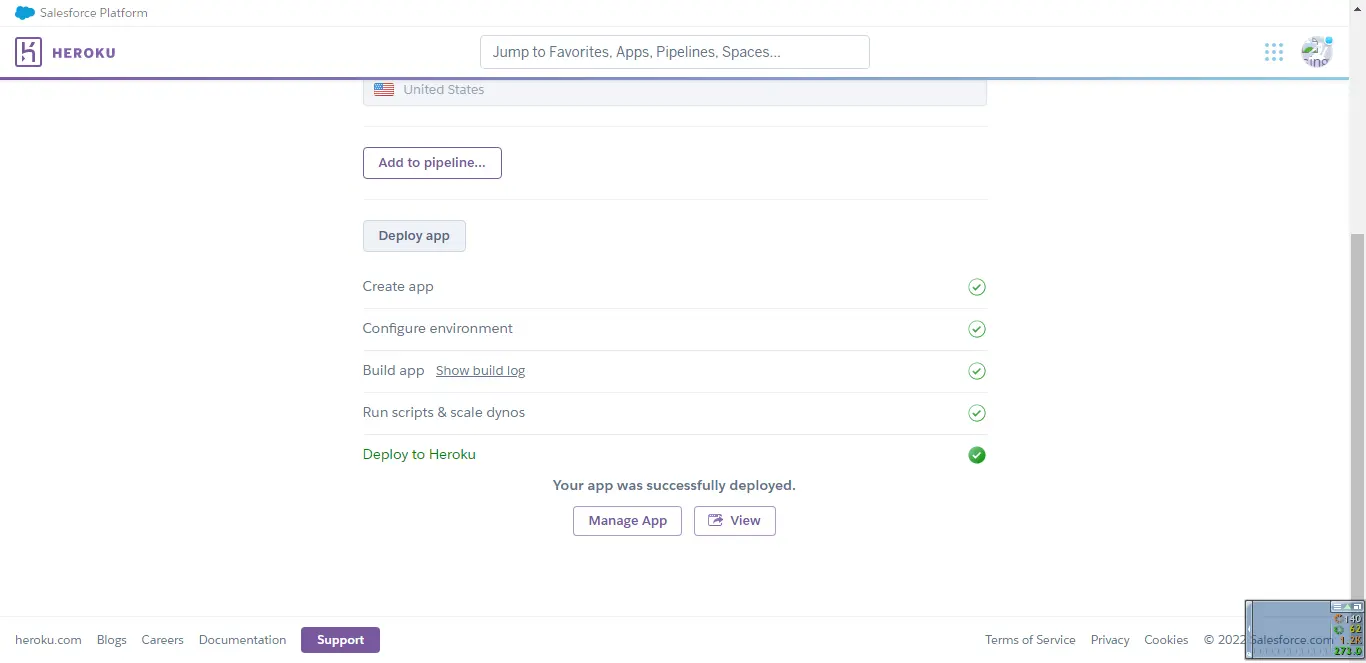 Salesforce Platform
HEROKU
Jump to Favorites, Apps, Pipelines, Spaces...
United States
Add to pipeline...
Deploy app
Create app
Configure environment
Build app Show build log
Run scripts & scale dynos
Deploy to Heroku
Your app was successfully deployed.
Manage App View
heroku.com Blogs Careers Documentation Support Terms of Service Privacy Cookies © 2022 Salesforce.com
140
62
1.2K
273.0